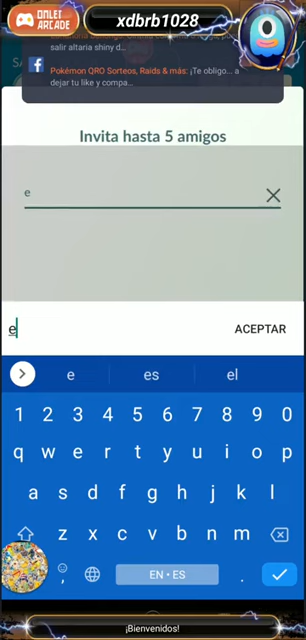 OMLET
ARCADE
xdbrb1028
salir altaria shiny d...
Pokémon QRO Sorteos, Raids & más: ¡Te obligo... a
dejar tu like y compa...
Invita hasta 5 amigos
e
e
ACEPTAR
e es el
1 2 3 4 5 6 7 8 9 0
q w e r t y u i o p
a s d f g h j k l
z x c v b n m
, EN • ES .
¡Bienvenidos!